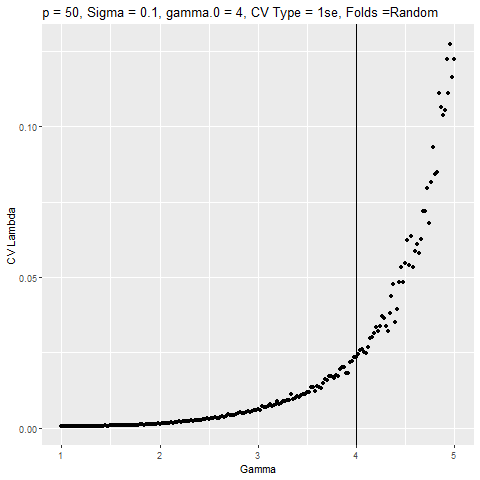 p = 50, Sigma = 0.1, gamma.0 = 4, CV Type = 1se, Folds =Random
0.10
0.05
0.00
CV Lambda
1 2 3 4 5
Gamma